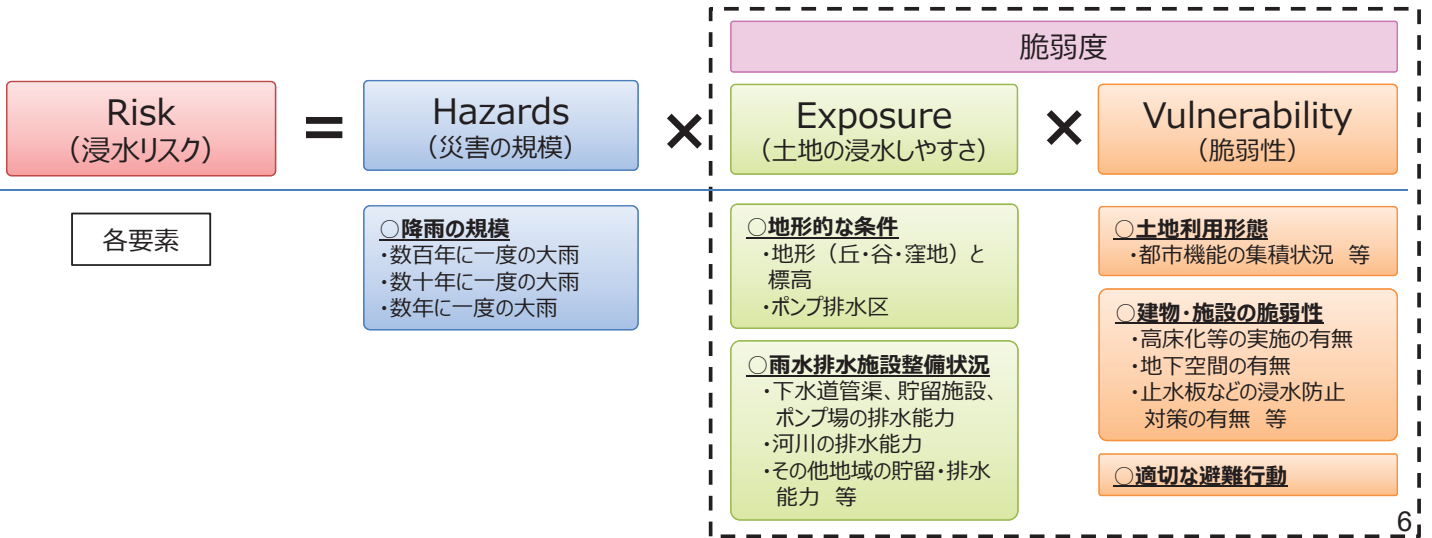 脆弱度
Risk
（浸水リスク）
＝
Hazards
（災害の規模）
×
Exposure
（土地の浸水しやすさ）
×
Vulnerability
（脆弱性）
各要素
○降雨の規模
・数百年に一度の大雨
・数十年に一度の大雨
・数年に一度の大雨
○地形的な条件
・地形（丘・谷・窪地）と
標高
・ポンプ排水区
○雨水排水施設整備状況
・下水道管渠、貯留施設、
ポンプ場の排水能力
・河川の排水能力
・その他地域の貯留・排水
能力 等
○土地利用形態
・都市機能の集積状況 等
○建物・施設の脆弱性
・高床化等の実施の有無
・地下空間の有無
・止水板などの浸水防止
対策の有無 等
○適切な避難行動
6